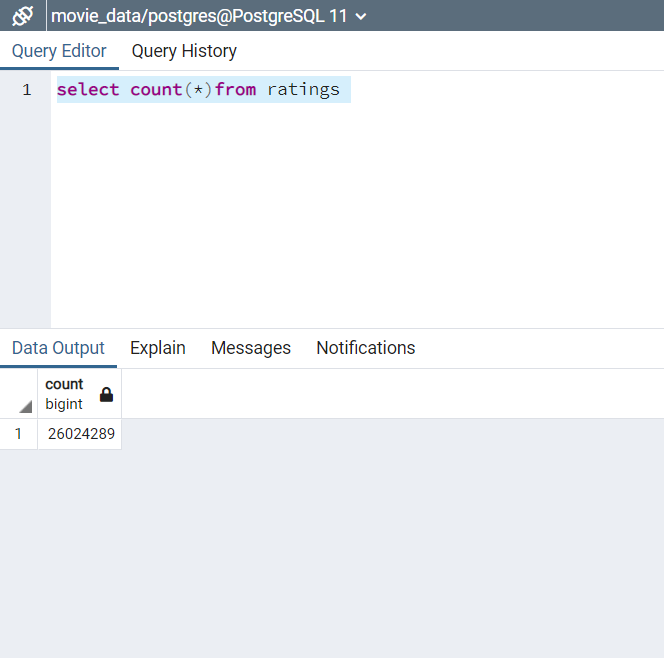 movie_data/postgres@PostgreSQL 11
Query Editor Query History
1 select count(*)from ratings
Data Output Explain Messages Notifications
count
bigint
1 26024289